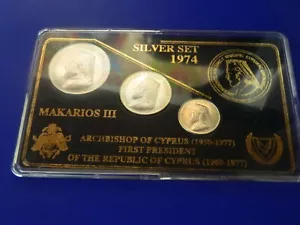 SILVER SET
1974
MAKARIOS III
ARCHBISHOP OF CYPRUS (1950-1977)
FIRST PRESIDENT
OF THE REPUBLIC OF CYPRUS (1960-1977)